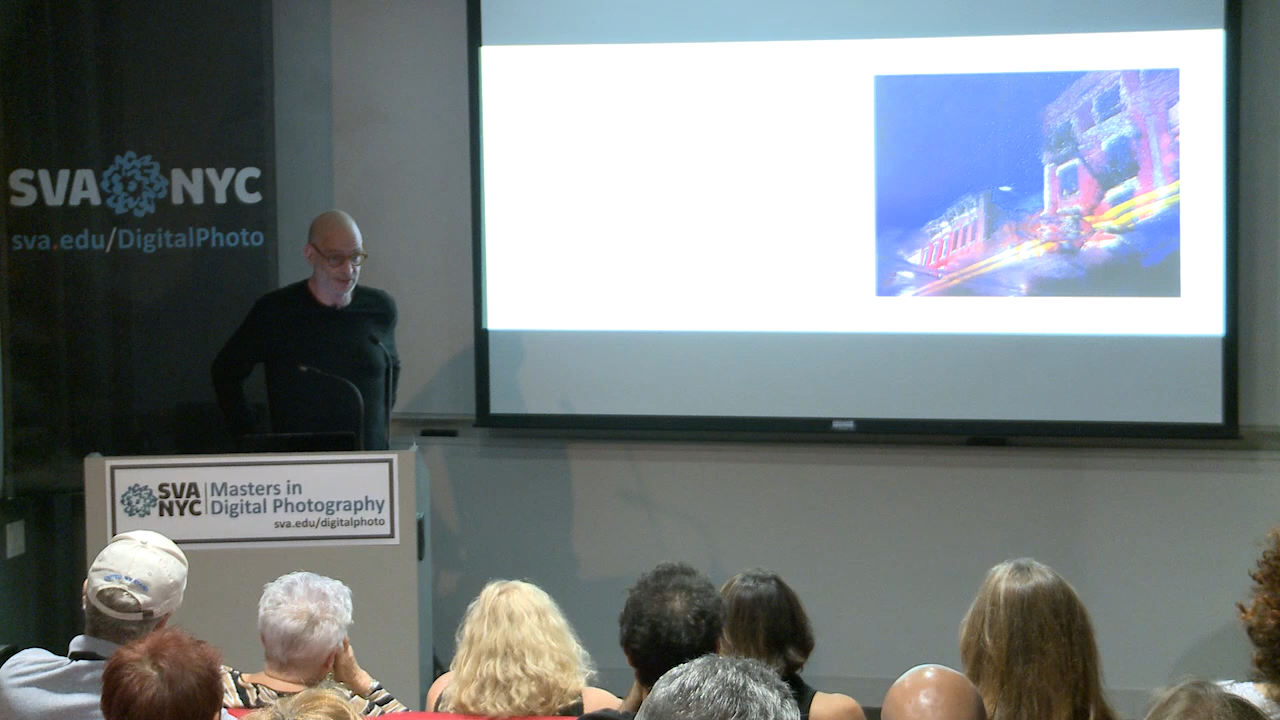 SVA NYC
sva.edu/DigitalPhoto
SVA NYC
Masters in
Digital Photography
sva.edu/digitalphoto